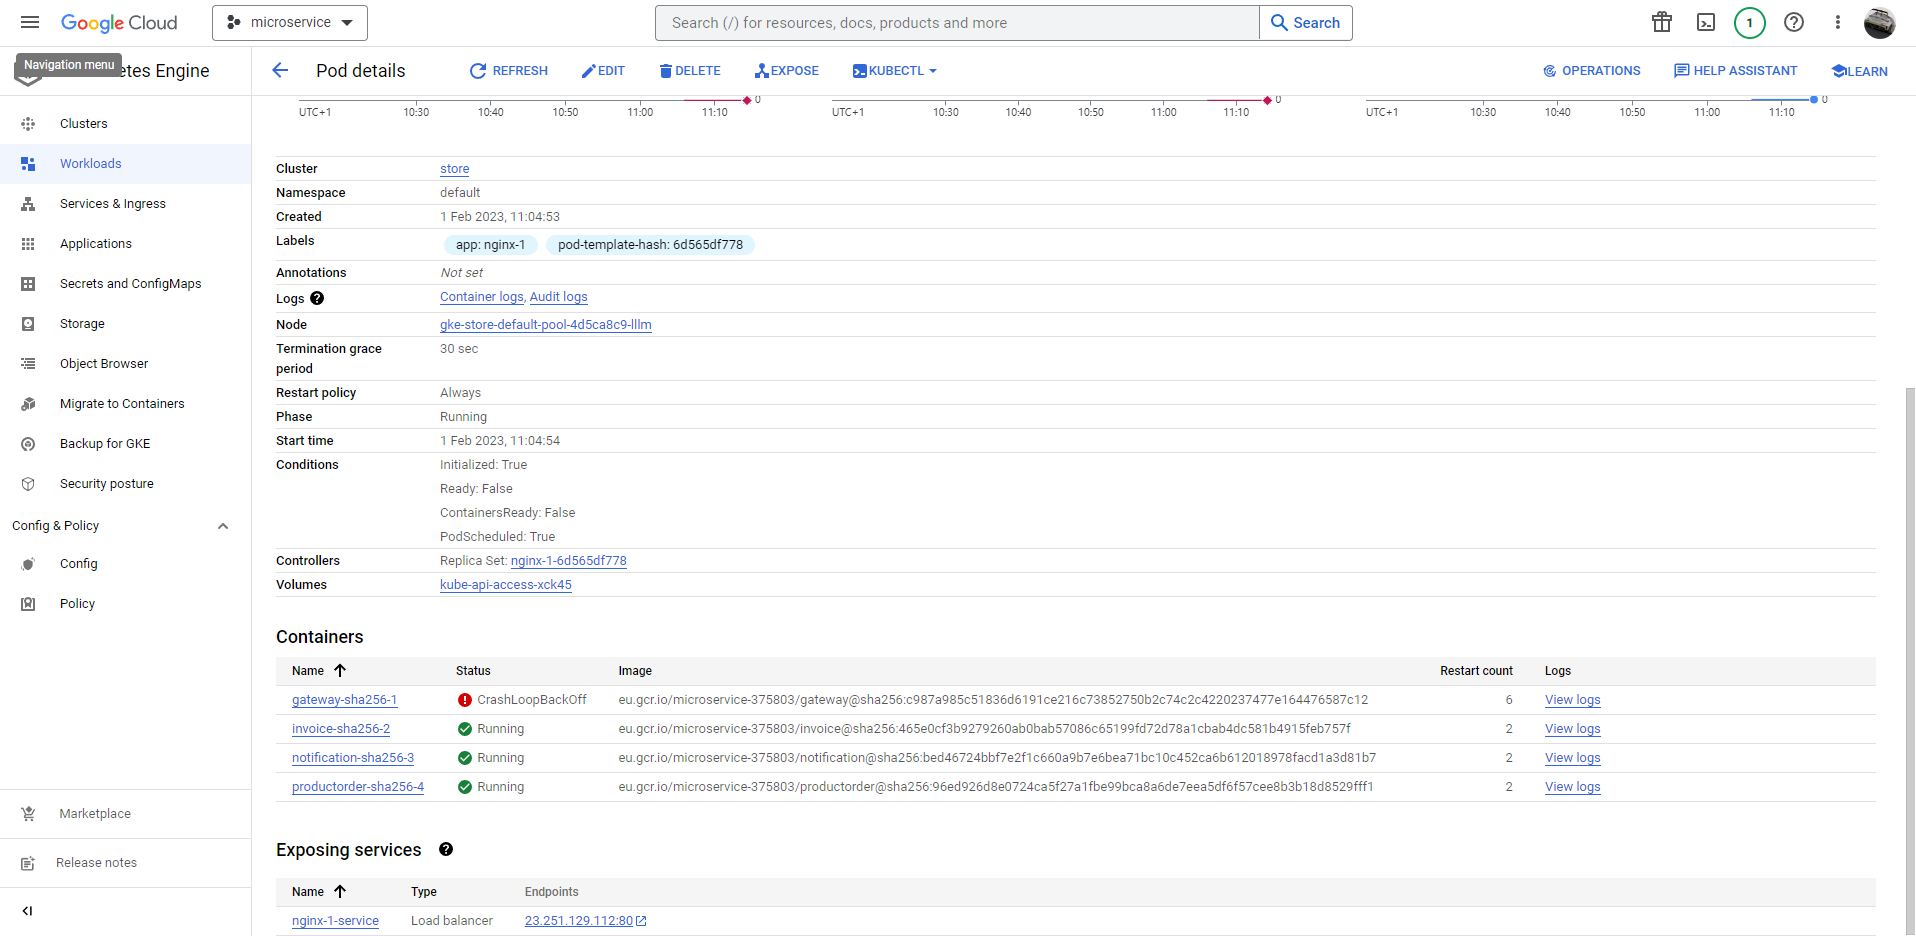 Google Cloud
microservice
Search (/) for resources, docs, products and more
Search
1
Navigation menu
etes Engine
Pod details
REFRESH
EDIT
DELETE
EXPOSE
KUBECTL
OPERATIONS
HELP ASSISTANT
LEARN
Clusters
Workloads
Services & Ingress
Applications
Secrets and ConfigMaps
Storage
Object Browser
Migrate to Containers
Backup for GKE
Security posture
Config & Policy
Config
Policy
Marketplace
Release notes
0
UTC+1 10:30 10:40 10:50 11:00 11:10
0
UTC+1 10:30 10:40 10:50 11:00 11:10
0
UTC+1 10:30 10:40 10:50 11:00 11:10
Cluster store
Namespace default
Created 1 Feb 2023, 11:04:53
Labels app: nginx-1 pod-template-hash: 6d565df778
Annotations Not set
Logs Container logs, Audit logs
Node gke-store-default-pool-4d5ca8c9-lllm
Termination grace period 30 sec
Restart policy Always
Phase Running
Start time 1 Feb 2023, 11:04:54
Conditions Initialized: True
Ready: False
ContainersReady: False
PodScheduled: True
Controllers Replica Set: nginx-1-6d565df778
Volumes kube-api-access-xck45
Containers
Name Status Image Restart count Logs
gateway-sha256-1 CrashLoopBackOff eu.gcr.io/microservice-375803/gateway@sha256:c987a985c51836d6191ce216c73852750b2c74c2c4220237477e164476587c12 6 View logs
invoice-sha256-2 Running eu.gcr.io/microservice-375803/invoice@sha256:465e0cf3b9279260ab0bab57086c65199fd72d78a1cbab4dc581b4915feb757f 2 View logs
notification-sha256-3 Running eu.gcr.io/microservice-375803/notification@sha256:bed46724bbf7e2f1c660a9b7e6bea71bc10c452ca6b612018978facd1a3d81b7 2 View logs
productorder-sha256-4 Running eu.gcr.io/microservice-375803/productorder@sha256:96ed926d8e0724ca5f27a1fbe99bca8a6de7eea5df6f57cee8b3b18d8529fff1 2 View logs
Exposing services
Name Type Endpoints
nginx-1-service Load balancer 23.251.129.112:80